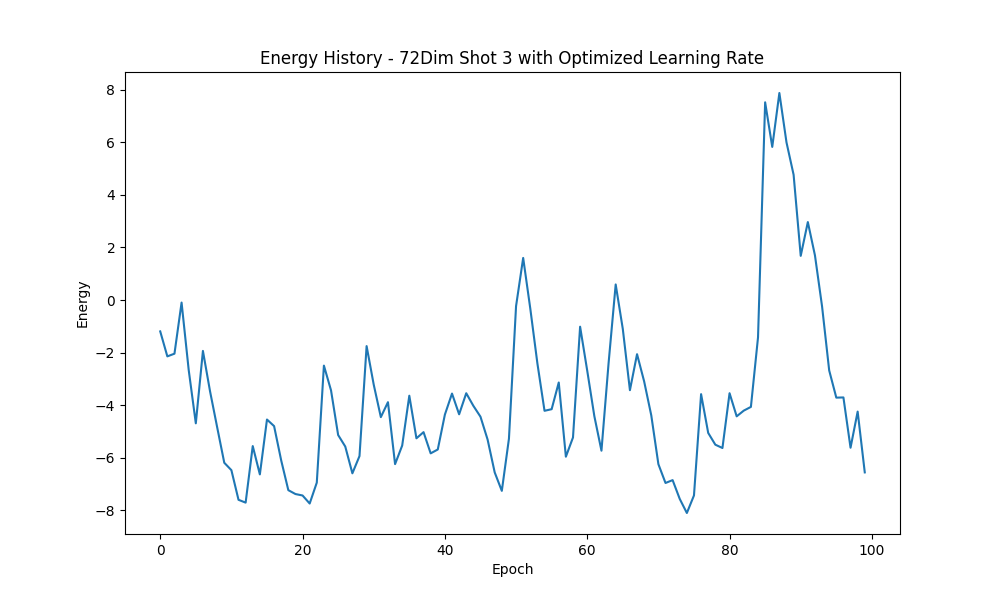 Energy History - 72Dim Shot 3 with Optimized Learning Rate
8
6
4
2
0
−2
−4
−6
−8
Energy
0 20 40 60 80 100
Epoch